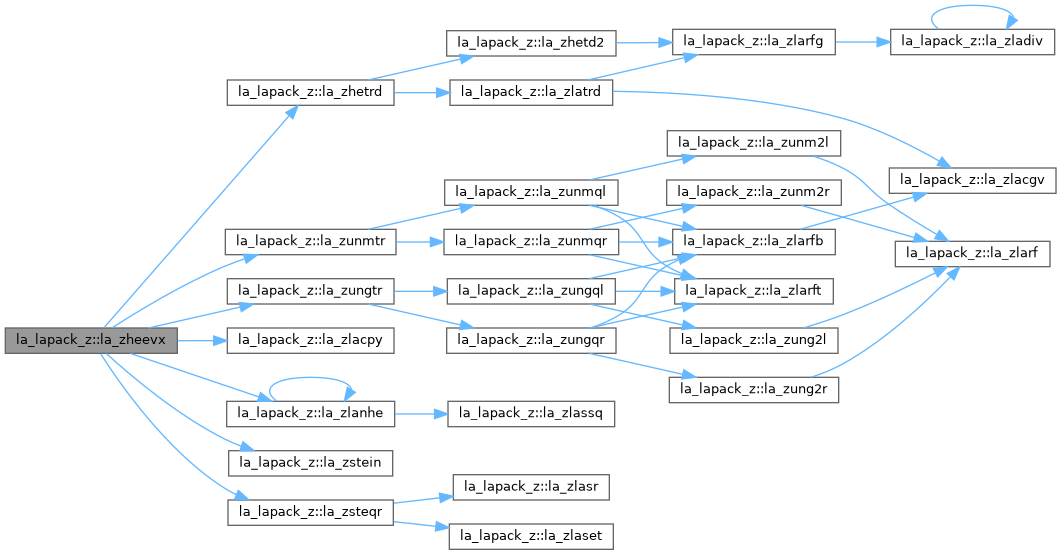 la_lapack_z::la_zheevx
la_lapack_z::la_zhetrd
la_lapack_z::la_zhetd2
la_lapack_z::la_zlarfg
la_lapack_z::la_zladiv
la_lapack_z::la_zlatrd
la_lapack_z::la_zlacgv
la_lapack_z::la_zunmtr
la_lapack_z::la_zunmql
la_lapack_z::la_zunm2l
la_lapack_z::la_zunm2r
la_lapack_z::la_zunmqr
la_lapack_z::la_zlarfb
la_lapack_z::la_zlarf
la_lapack_z::la_zungtr
la_lapack_z::la_zungql
la_lapack_z::la_zlarft
la_lapack_z::la_zungqr
la_lapack_z::la_zung2l
la_lapack_z::la_zung2r
la_lapack_z::la_zlacpy
la_lapack_z::la_zlanhe
la_lapack_z::la_zlassq
la_lapack_z::la_zstein
la_lapack_z::la_zsteqr
la_lapack_z::la_zlasr
la_lapack_z::la_zlaset